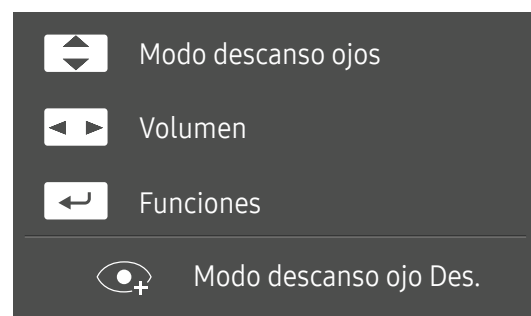 Modo descanso ojos
Volumen
Funciones
Modo descanso ojo Des.